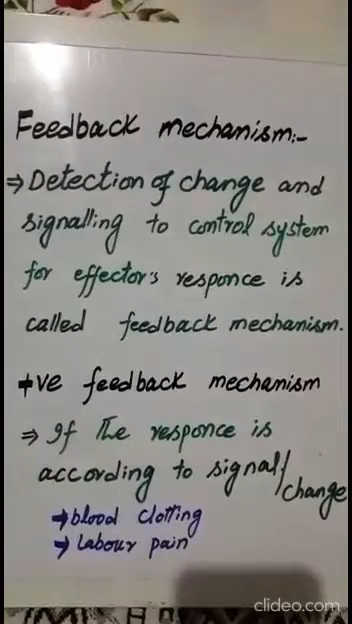 Feedback mechanism:-
⇒ Detection of change and
signalling to control system
for effector's responce is
called feedback mechanism.
+ve feedback mechanism
⇒ If the responce is
according to signal/
change
→ blood clotting
→ labour pain
clideo.com